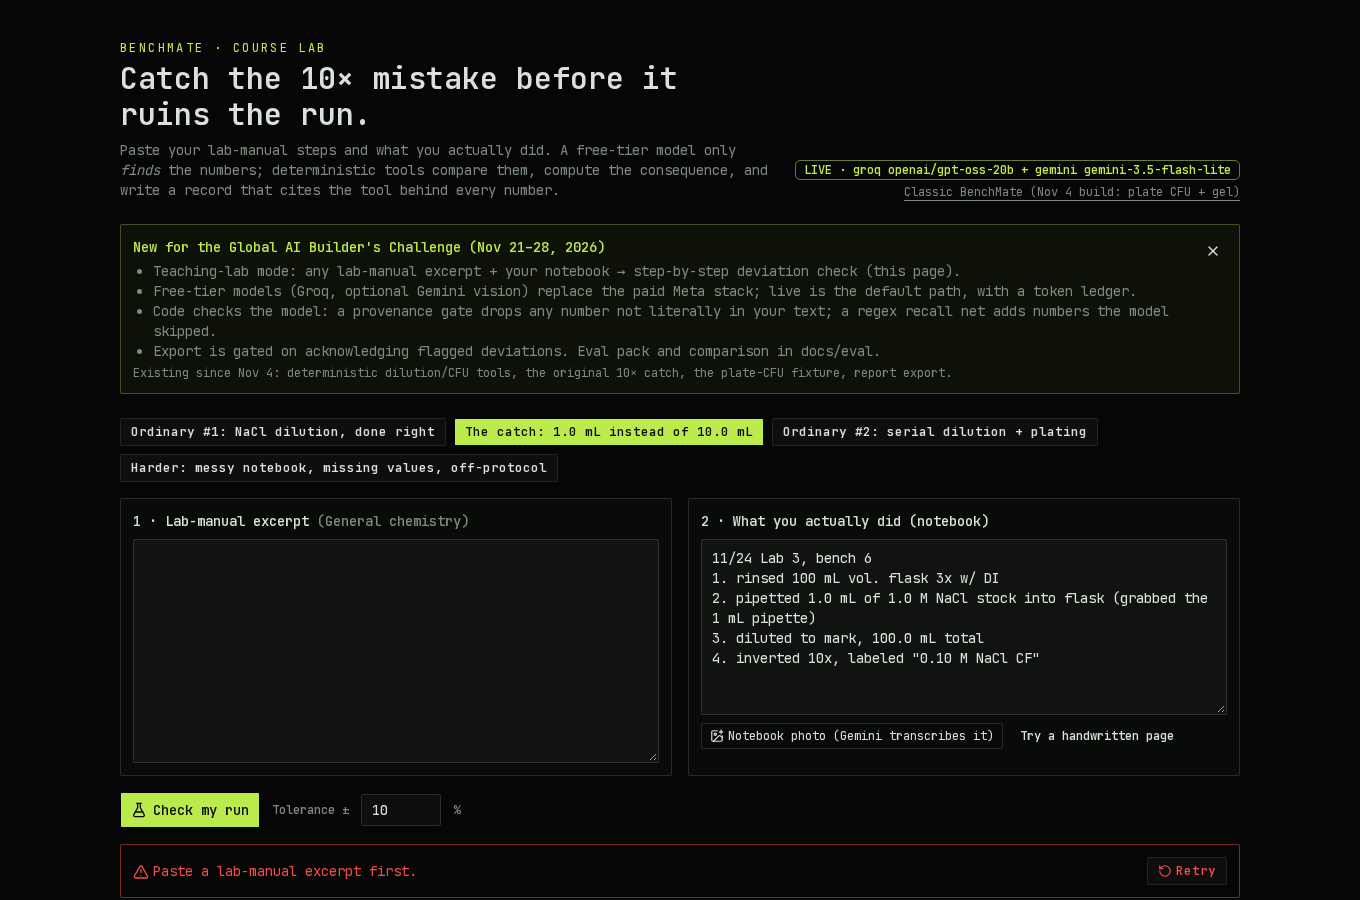 BENCHMATE · COURSE LAB
Catch the 10× mistake before it
ruins the run.
Paste your lab-manual steps and what you actually did. A free-tier model only
finds the numbers; deterministic tools compare them, compute the consequence, and
write a record that cites the tool behind every number.
LIVE · groq openai/gpt-oss-20b + gemini gemini-3.5-flash-lite
Classic BenchMate (Nov 4 build: plate CFU + gel)
New for the Global AI Builder's Challenge (Nov 21–28, 2026)
• Teaching-lab mode: any lab-manual excerpt + your notebook → step-by-step deviation check (this page).
• Free-tier models (Groq, optional Gemini vision) replace the paid Meta stack; live is the default path, with a token ledger.
• Code checks the model: a provenance gate drops any number not literally in your text; a regex recall net adds numbers the model
skipped.
• Export is gated on acknowledging flagged deviations. Eval pack and comparison in docs/eval.
Existing since Nov 4: deterministic dilution/CFU tools, the original 10× catch, the plate-CFU fixture, report export.
Ordinary #1: NaCl dilution, done right
The catch: 1.0 mL instead of 10.0 mL
Ordinary #2: serial dilution + plating
Harder: messy notebook, missing values, off-protocol
1 · Lab-manual excerpt (General chemistry)
2 · What you actually did (notebook)
11/24 Lab 3, bench 6
1. rinsed 100 mL vol. flask 3x w/ DI
2. pipetted 1.0 mL of 1.0 M NaCl stock into flask (grabbed the
1 mL pipette)
3. diluted to mark, 100.0 mL total
4. inverted 10x, labeled "0.10 M NaCl CF"
Notebook photo (Gemini transcribes it)
Try a handwritten page
Check my run
Tolerance ±
10
%
Paste a lab-manual excerpt first.
Retry